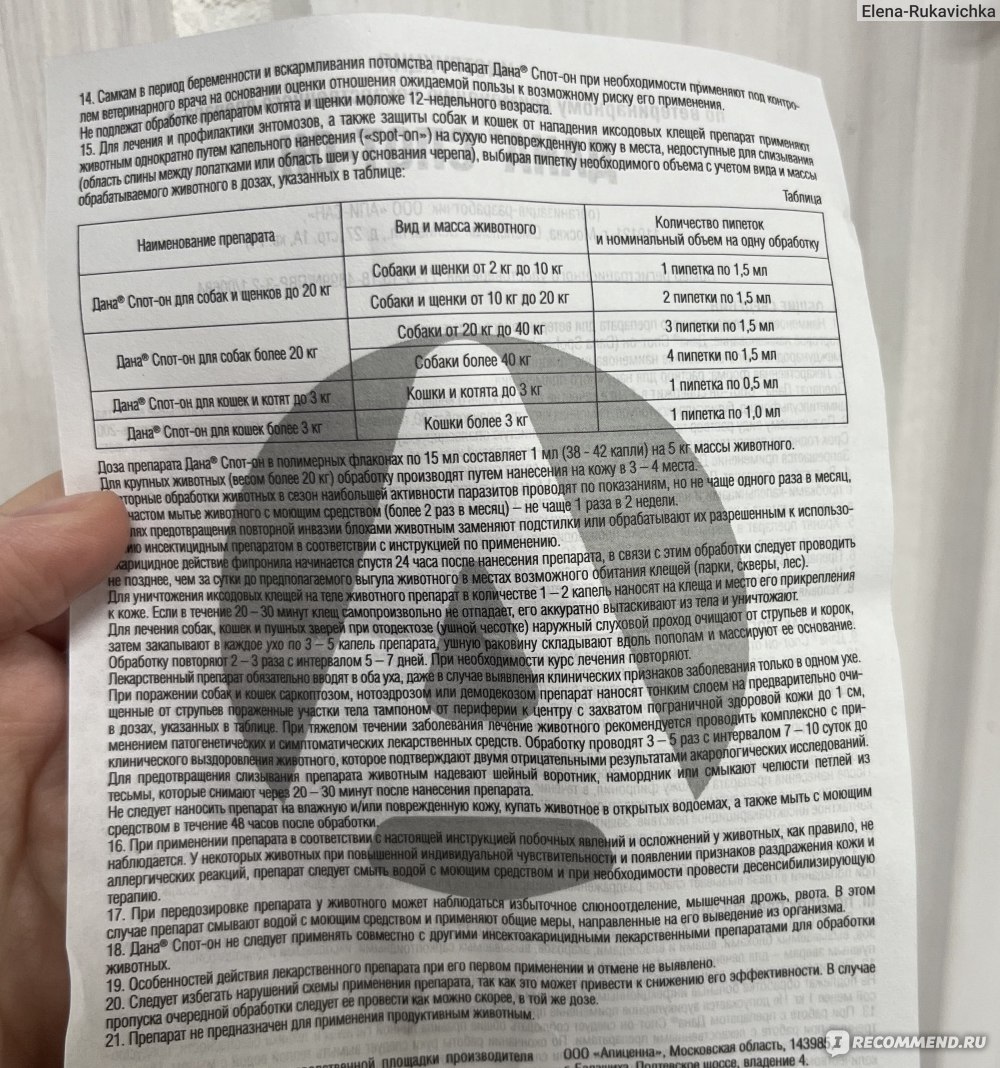 Elena-Rukavichka
14. Самкам в период беременности и вскармливания потомства препарат Дана® Спот-он при необходимости применяют под контро-
лем ветеринарного врача на основании оценки отношения ожидаемой пользы к возможному риску его применения.
Не подлежат обработке препаратом котята и щенки моложе 12-недельного возраста.
15. Для лечения и профилактики энтомозов, а также защиты собак и кошек от нападения иксодовых клещей препарат применяют
животным однократно путем капельного нанесения («spot-on») на сухую неповрежденную кожу в места, недоступные для слизывания
(область спины между лопатками или область шеи у основания черепа), выбирая пипетку необходимого объема с учетом вида и массы
обрабатываемого животного в дозах, указанных в таблице:
Таблица
Наименование препарата
Вид и масса животного
Количество пипеток
и номинальный объем на одну обработку
Дана® Спот-он для собак и щенков до 20 кг
Собаки и щенки от 2 кг до 10 кг
1 пипетка по 1,5 мл
Собаки и щенки от 10 кг до 20 кг
2 пипетки по 1,5 мл
Дана® Спот-он для собак более 20 кг
Собаки от 20 кг до 40 кг
3 пипетки по 1,5 мл
Собаки более 40 кг
4 пипетки по 1,5 мл
Дана® Спот-он для кошек и котят до 3 кг
Кошки и котята до 3 кг
1 пипетка по 0,5 мл
Дана® Спот-он для кошек более 3 кг
Кошки более 3 кг
1 пипетка по 1,0 мл
Доза препарата Дана® Спот-он в полимерных флаконах по 15 мл составляет 1 мл (38 - 42 капли) на 5 кг массы животного.
Для крупных животных (весом более 20 кг) обработку производят путем нанесения на кожу в 3 – 4 места.
обработки животных в сезон наибольшей активности паразитов проводят по показаниям, но не чаще одного раза в месяц,
частом мытье животного с моющим средством (более 2 раз в месяц) – не чаще 1 раза в 2 недели.
предотвращения повторной инвазии блохами животным заменяют подстилки или обрабатывают их разрешенным к использо-
инсектицидным препаратом в соответствии с инструкцией по применению.
действие фипронила начинается спустя 24 часа после нанесения препарата, в связи с этим обработки следует проводить
не позднее, чем за сутки до предполагаемого выгула животного в местах возможного обитания клещей (парки, скверы, лес).
Для уничтожения иксодовых клещей на теле животного препарат в количестве 1 – 2 капель наносят на клеща и место его прикрепления
к коже. Если в течение 20 – 30 минут клещ самопроизвольно не отпадает, его аккуратно вытаскивают из тела и уничтожают.
Для лечения собак, кошек и пушных зверей при отодектозе (ушной чесотке) наружный слуховой проход очищают от струпьев и корок,
затем закапывают в каждое ухо по 3 – 5 капель препарата, ушную раковину складывают вдоль пополам и массируют ее основание.
Обработку повторяют 2 – 3 раза с интервалом 5 – 7 дней. При необходимости курс лечения повторяют.
Лекарственный препарат обязательно вводят в оба уха, даже в случае выявления клинических признаков заболевания только в одном ухе.
При поражении собак и кошек саркоптозом, нотоэдрозом или демодекозом препарат наносят тонким слоем на предварительно очи-
щенные от струпьев пораженные участки тела тампоном от периферии к центру с захватом пограничной здоровой кожи до 1 см,
в дозах, указанных в таблице. При тяжелом течении заболевания лечение животного рекомендуется проводить комплексно с при-
менением патогенетических и симптоматических лекарственных средств. Обработку проводят 3 – 5 раз с интервалом 7 – 10 суток до
клинического выздоровления животного, которое подтверждают двумя отрицательными результатами акарологических исследований.
Для предотвращения слизывания препарата животным надевают шейный воротник, намордник или смыкают челюсти петлей из
тесьмы, которые снимают через 20 – 30 минут после нанесения препарата.
Не следует наносить препарат на влажную и/или поврежденную кожу, купать животное в открытых водоемах, а также мыть с моющим
средством в течение 48 часов после обработки.
16. При применении препарата в соответствии с настоящей инструкцией побочных явлений и осложнений у животных, как правило, не
наблюдается. У некоторых животных при повышенной индивидуальной чувствительности и появлении признаков раздражения кожи и
аллергических реакций, препарат следует смыть водой с моющим средством и при необходимости провести десенсибилизирующую
терапию.
17. При передозировке препарата у животного может наблюдаться избыточное слюноотделение, мышечная дрожь, рвота. В этом
случае препарат смывают водой с моющим средством и применяют общие меры, направленные на его выведение из организма.
18. Дана® Спот-он не следует применять совместно с другими инсектоакарицидными лекарственными препаратами для обработки
животных.
19. Особенностей действия лекарственного препарата при его первом применении и отмене не выявлено.
20. Следует избегать нарушений схемы применения препарата, так как это может привести к снижению его эффективности. В случае
пропуска очередной обработки следует ее провести как можно скорее, в той же дозе.
21. Препарат не предназначен для применения продуктивным животным.
площадки производителя
ООО «Апиценна», Московская область, 143985,
шоссе, владение 4.
IRECOMMEND.RU